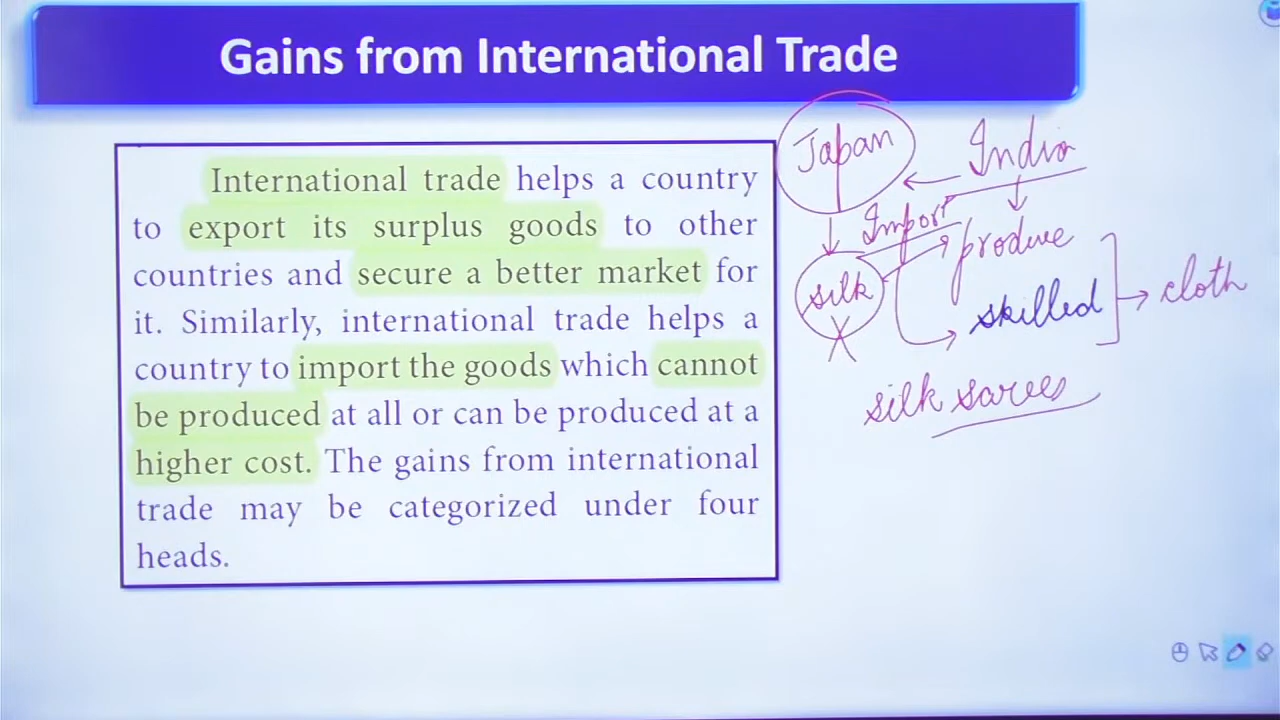 Gains from International Trade
International trade helps a country
to export its surplus goods to other
countries and secure a better market for
it. Similarly, international trade helps a
country to import the goods which cannot
be produced at all or can be produced at a
higher cost. The gains from international
trade may be categorized under four
heads.
Japan
India
Import
produce
silk
skilled
cloth
silk sarees